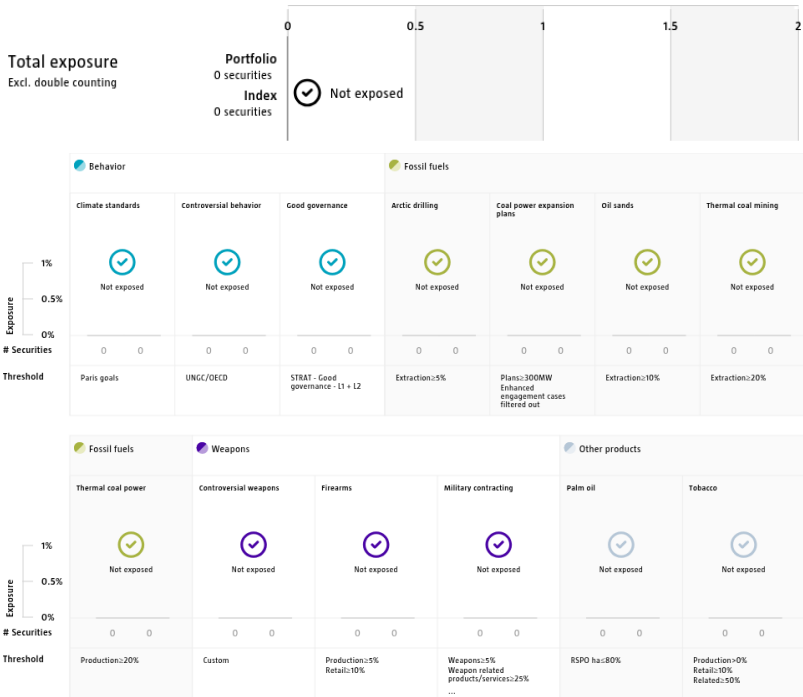 0 0.5 1 1.5 2
Total exposure
Excl. double counting
Portfolio
0 securities
Index
0 securities
Not exposed
Behavior
Fossil fuels
Climate standards
Controversial behavior
Good governance
Arctic drilling
Coal power expansion
plans
Oil sands
Thermal coal mining
Exposure
1%
0.5%
0%
Not exposed
Not exposed
Not exposed
Not exposed
Not exposed
Not exposed
Not exposed
# Securities
0 0
0 0
0 0
0 0
0 0
0 0
0 0
Threshold
Paris goals
UNGC/OECD
STRAT - Good
governance - L1 + L2
Extraction≥5%
Plans≥300MW
Enhanced
engagement cases
filtered out
Extraction≥10%
Extraction≥20%
Fossil fuels
Weapons
Other products
Thermal coal power
Controversial weapons
Firearms
Military contracting
Palm oil
Tobacco
Exposure
1%
0.5%
0%
Not exposed
Not exposed
Not exposed
Not exposed
Not exposed
Not exposed
# Securities
0 0
0 0
0 0
0 0
0 0
0 0
Threshold
Production≥20%
Custom
Production≥5%
Retail≥10%
Weapons≥5%
Weapon related
products/services≥25%
...
RSPO ha≤80%
Production>0%
Retail≥10%
Related≥50%